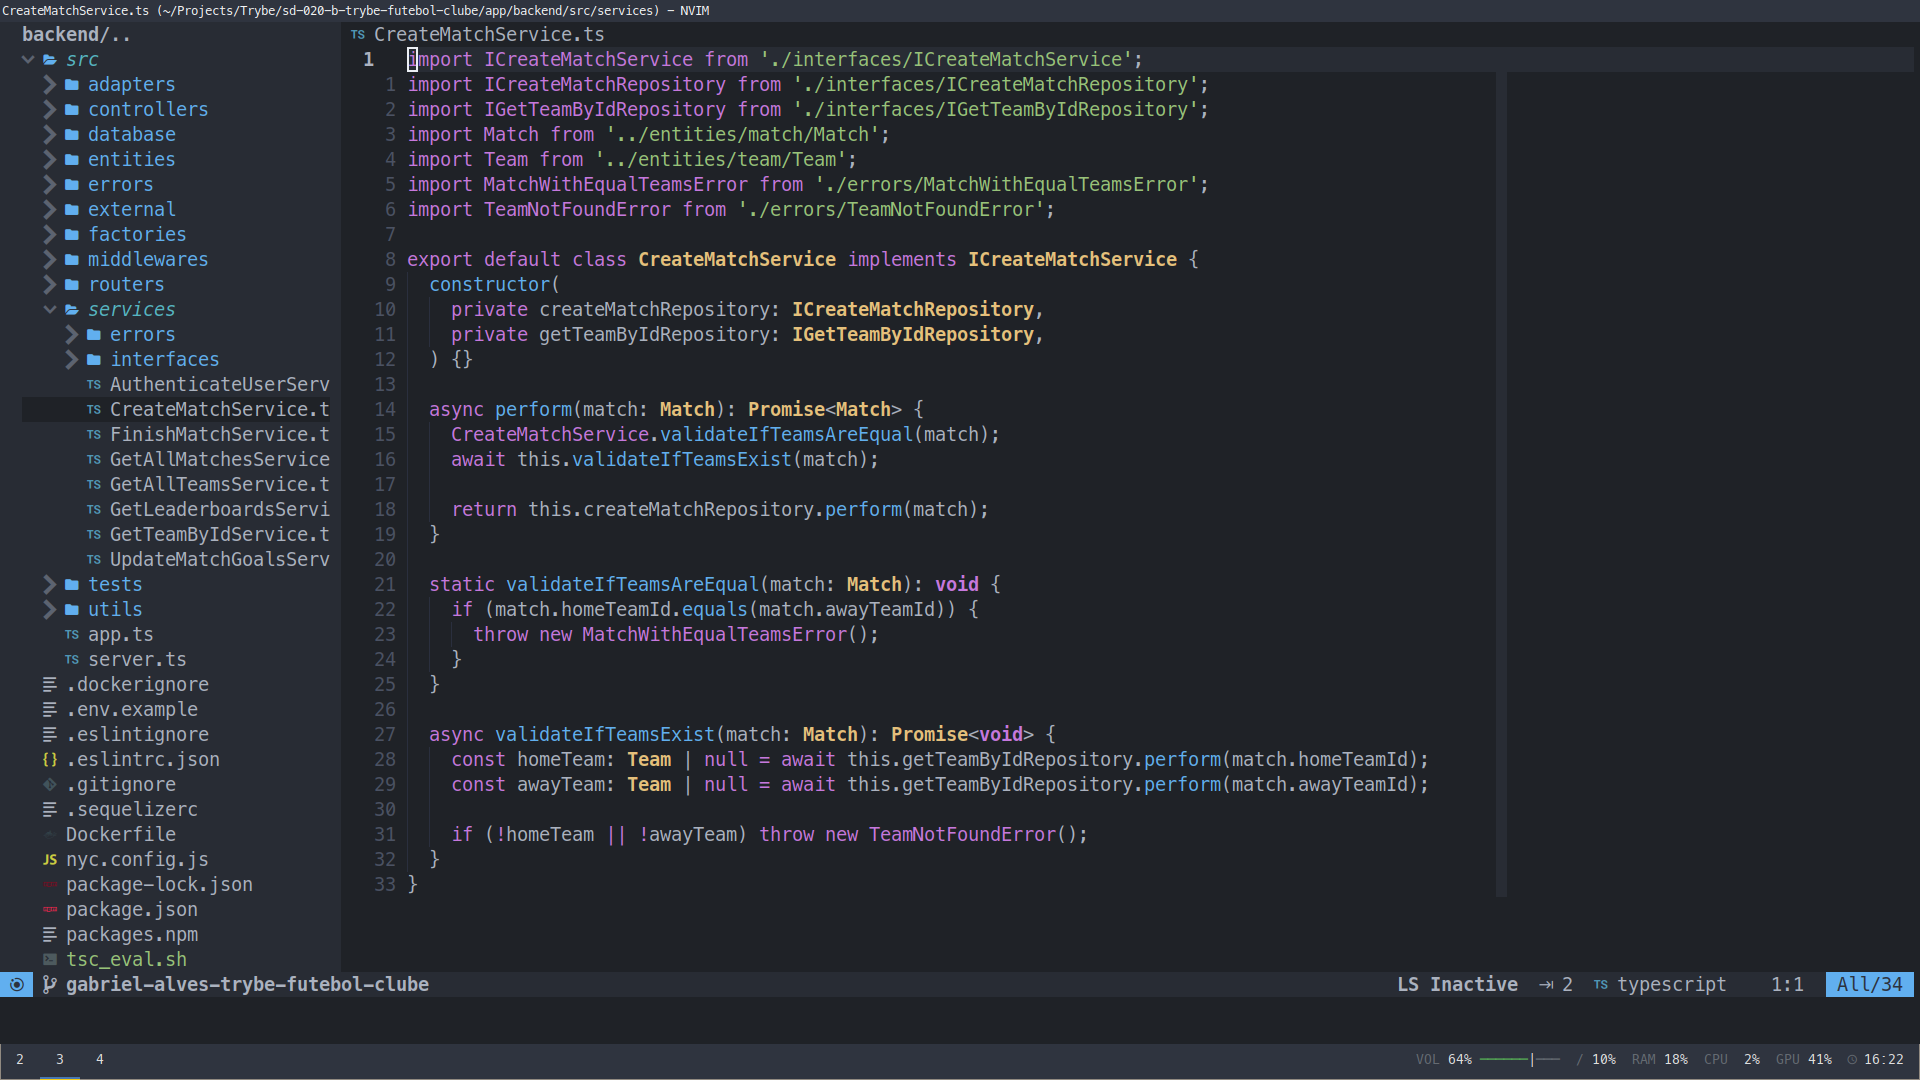 CreateMatchService.ts (~/Projects/Trybe/sd-020-b-trybe-futebol-clube/app/backend/src/services) - NVIM
backend/..
src
adapters
controllers
database
entities
errors
external
factories
middlewares
routers
services
errors
interfaces
TS AuthenticateUserServ
TS CreateMatchService.t
TS FinishMatchService.t
TS GetAllMatchesService
TS GetAllTeamsService.t
TS GetLeaderboardsServi
TS GetTeamByIdService.t
TS UpdateMatchGoalsServ
tests
utils
TS app.ts
TS server.ts
.dockerignore
.env.example
.eslintignore
{} .eslintrc.json
.gitignore
.sequelizerc
Dockerfile
JS nyc.config.js
package-lock.json
package.json
packages.npm
tsc_eval.sh
TS CreateMatchService.ts
1 import ICreateMatchService from './interfaces/ICreateMatchService';
1 import ICreateMatchRepository from './interfaces/ICreateMatchRepository';
2 import IGetTeamByIdRepository from './interfaces/IGetTeamByIdRepository';
3 import Match from '../entities/match/Match';
4 import Team from '../entities/team/Team';
5 import MatchWithEqualTeamsError from './errors/MatchWithEqualTeamsError';
6 import TeamNotFoundError from './errors/TeamNotFoundError';
7
8 export default class CreateMatchService implements ICreateMatchService {
9   constructor(
10     private createMatchRepository: ICreateMatchRepository,
11     private getTeamByIdRepository: IGetTeamByIdRepository,
12   ) {}
13
14   async perform(match: Match): Promise<Match> {
15     CreateMatchService.validateIfTeamsAreEqual(match);
16     await this.validateIfTeamsExist(match);
17
18     return this.createMatchRepository.perform(match);
19   }
20
21   static validateIfTeamsAreEqual(match: Match): void {
22     if (match.homeTeamId.equals(match.awayTeamId)) {
23       throw new MatchWithEqualTeamsError();
24     }
25   }
26
27   async validateIfTeamsExist(match: Match): Promise<void> {
28     const homeTeam: Team | null = await this.getTeamByIdRepository.perform(match.homeTeamId);
29     const awayTeam: Team | null = await this.getTeamByIdRepository.perform(match.awayTeamId);
30
31     if (!homeTeam || !awayTeam) throw new TeamNotFoundError();
32   }
33 }
gabriel-alves-trybe-futebol-clube
LS Inactive 2 TS typescript 1:1 All/34
2 3 4
VOL 64% / 10% RAM 18% CPU 2% GPU 41% 16:22